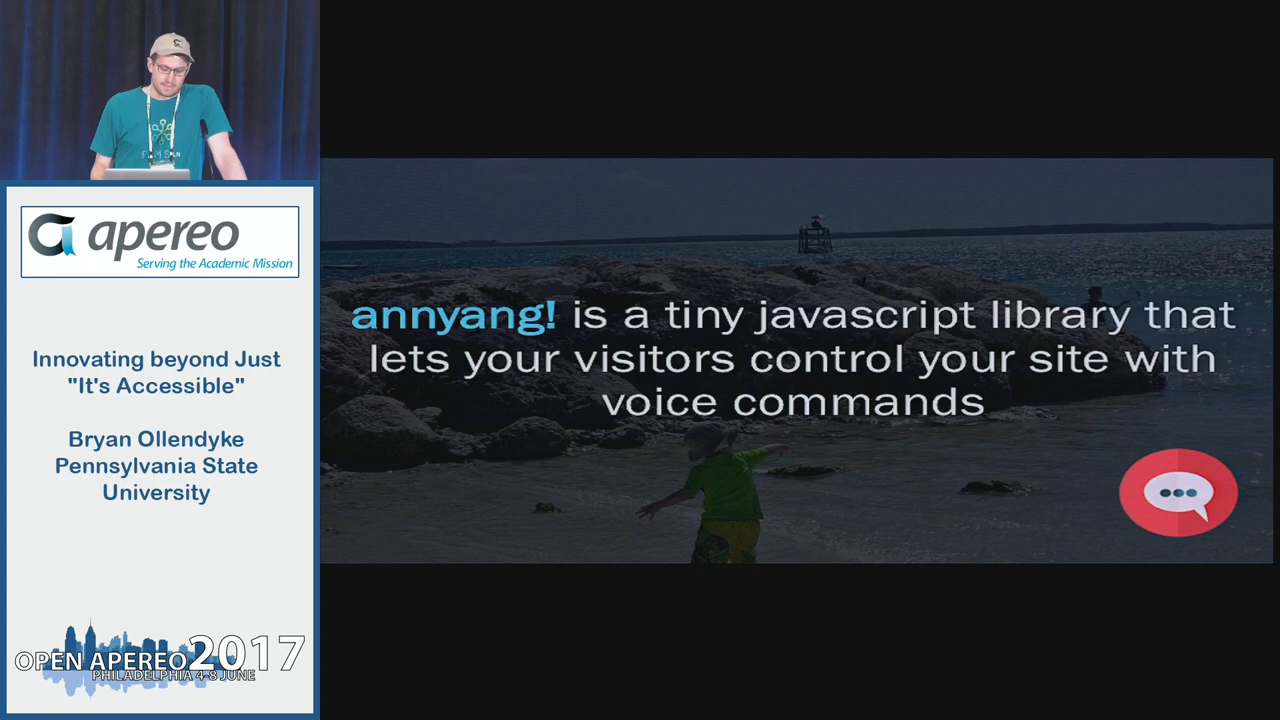 apereo
Serving the Academic Mission
Innovating beyond Just
"It's Accessible"
Bryan Ollendyke
Pennsylvania State
University
OPEN APEREO 2017
PHILADELPHIA 4-8 JUNE
annyang! is a tiny javascript library that
lets your visitors control your site with
voice commands